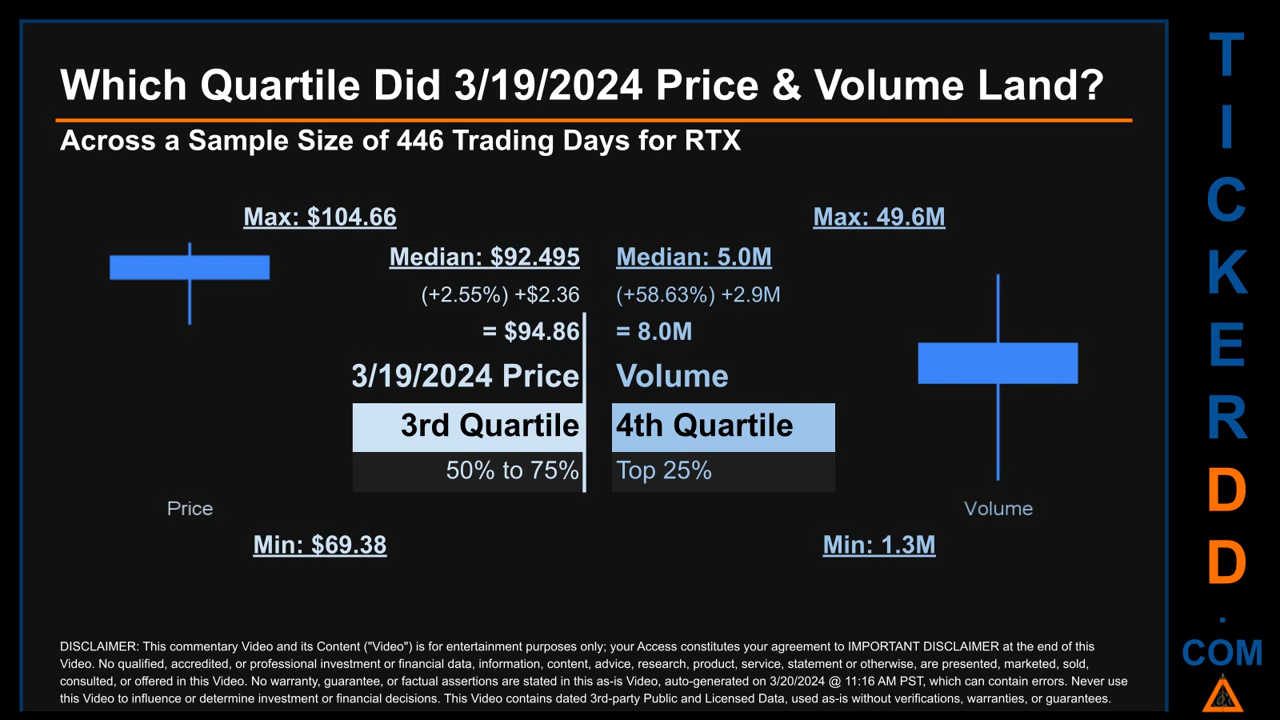 Which Quartile Did 3/19/2024 Price & Volume Land?
Across a Sample Size of 446 Trading Days for RTX
Max: $104.66
Median: $92.495
(+2.55%) +$2.36
= $94.86
3/19/2024 Price
3rd Quartile
50% to 75%
Price
Min: $69.38
Max: 49.6M
Median: 5.0M
(+58.63%) +2.9M
= 8.0M
Volume
4th Quartile
Top 25%
Volume
Min: 1.3M
DISCLAIMER: This commentary Video and its Content ("Video") is for entertainment purposes only; your Access constitutes your agreement to IMPORTANT DISCLAIMER at the end of this
Video. No qualified, accredited, or professional investment or financial data, information, content, advice, research, product, service, statement or otherwise, are presented, marketed, sold,
consulted, or offered in this Video. No warranty, guarantee, or factual assertions are stated in this as-is Video, auto-generated on 3/20/2024 @ 11:16 AM PST, which can contain errors. Never use
this Video to influence or determine investment or financial decisions. This Video contains dated 3rd-party Public and Licensed Data, used as-is without verifications, warranties, or guarantees.
T
I
C
K
E
R
D
D
.
COM